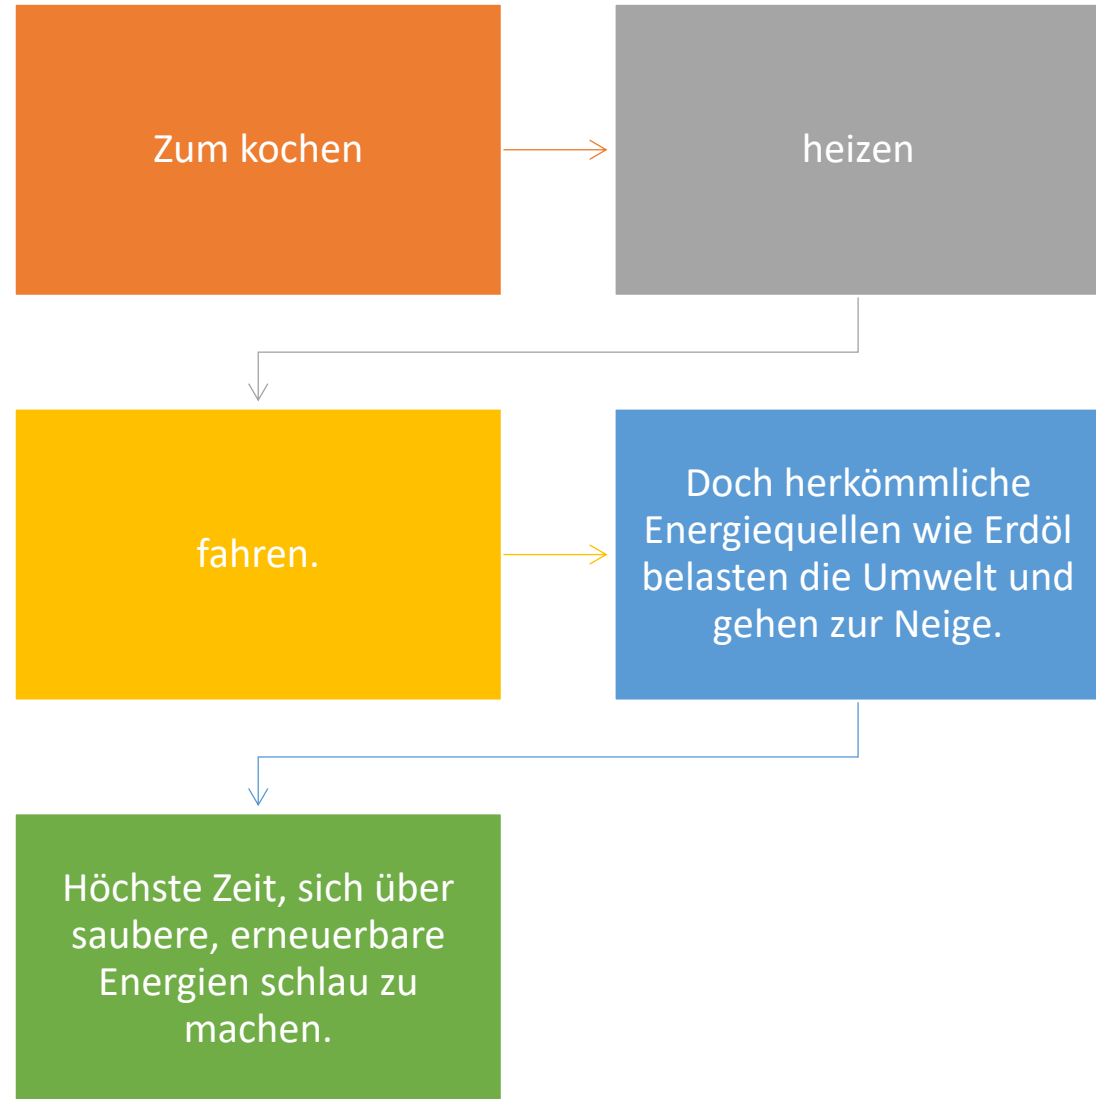 Zum kochen
heizen
fahren.
Doch herkömmliche
Energiequellen wie Erdöl
belasten die Umwelt und
gehen zur Neige.
Höchste Zeit, sich über
saubere, erneuerbare
Energien schlau zu
machen.